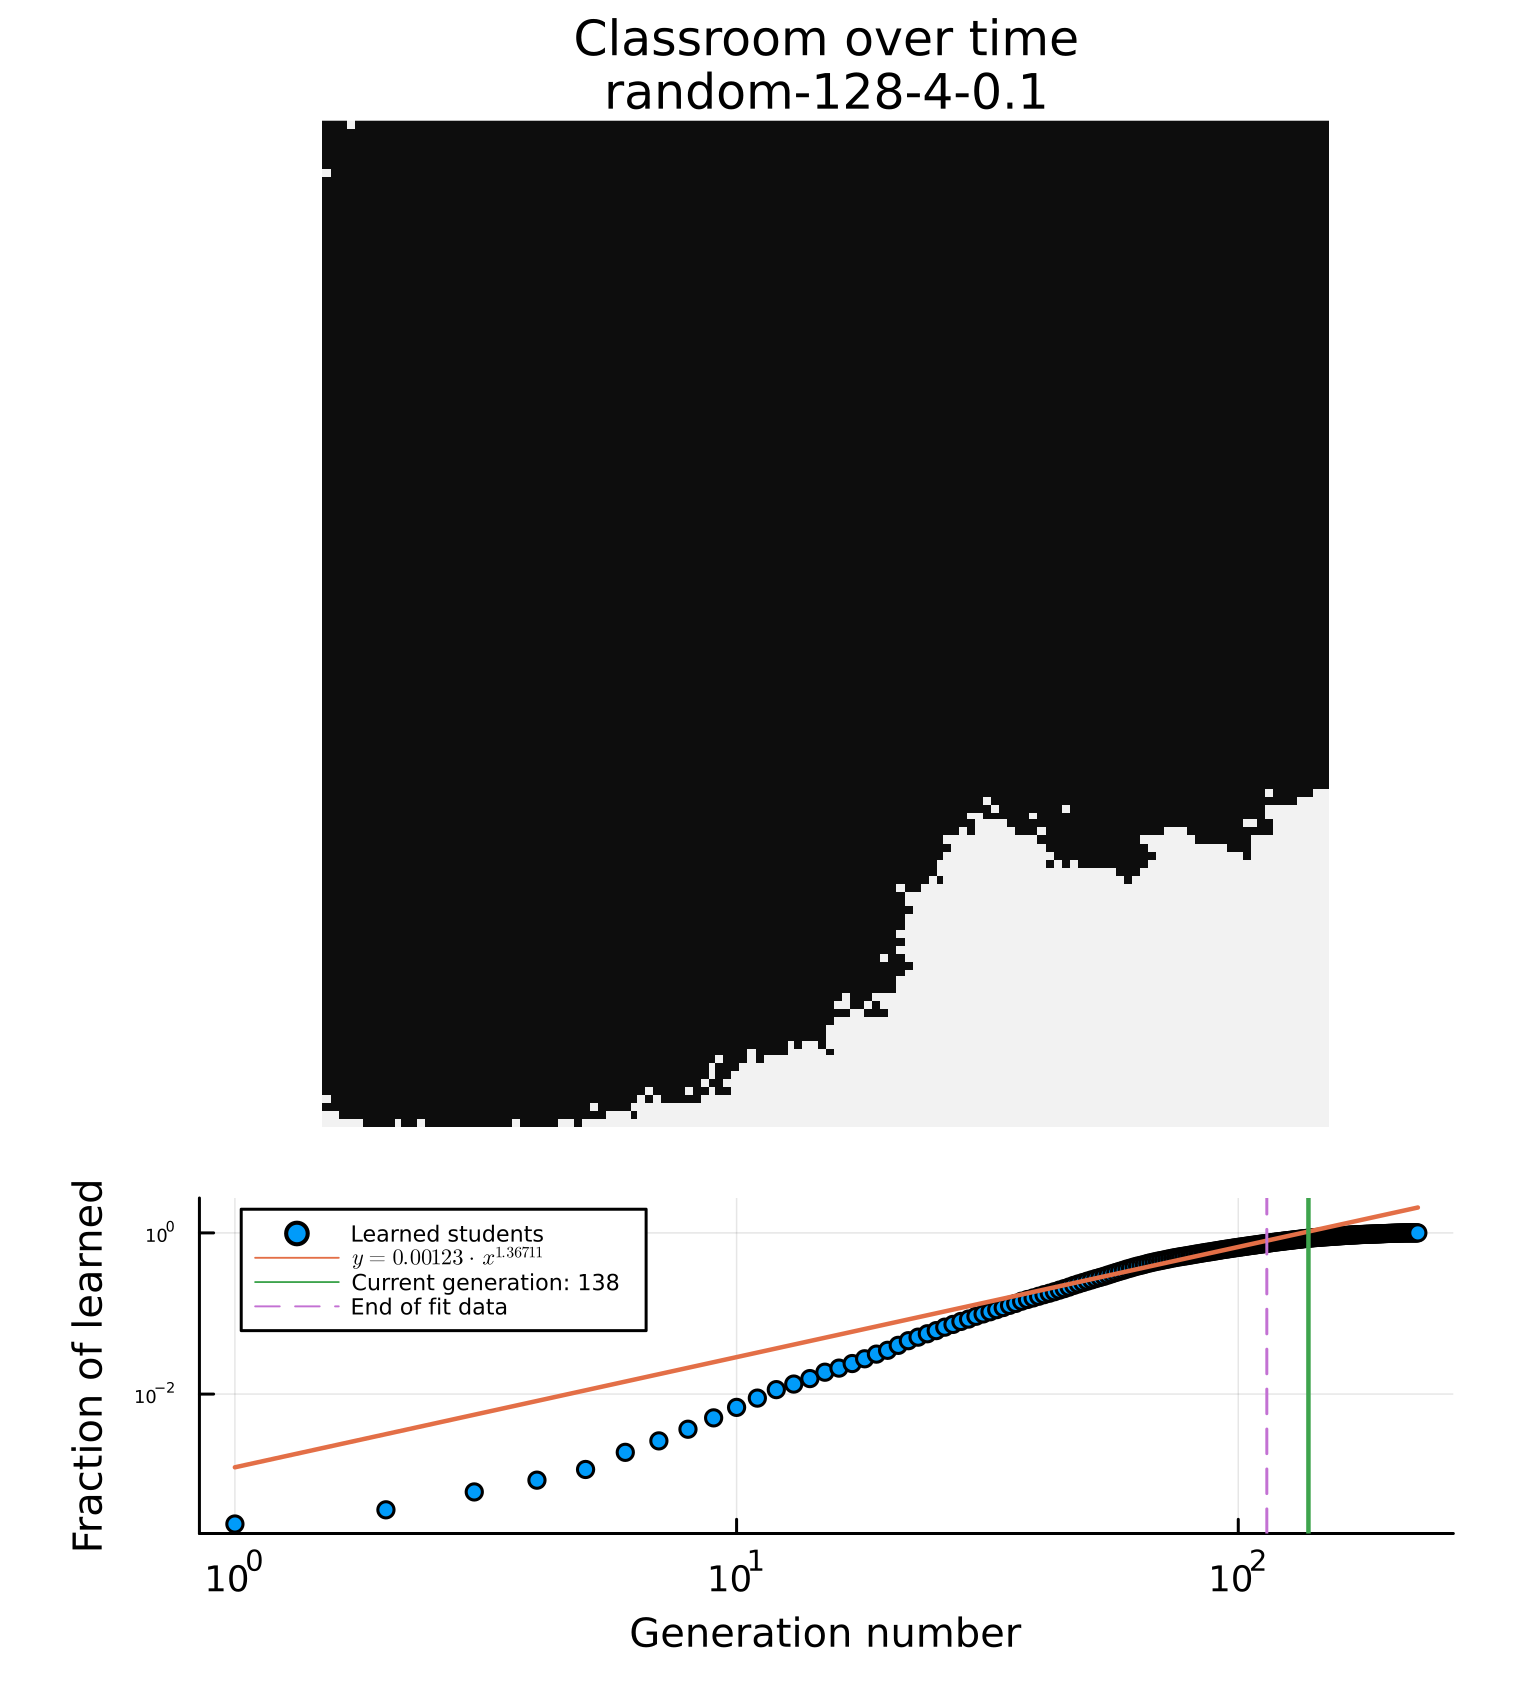 Classroom over time
random-128-4-0.1
Fraction of learned
10⁰
10⁻²
Learned students
y = 0.00123 · x^1.36711
Current generation: 138
End of fit data
10⁰ 10¹ 10²
Generation number